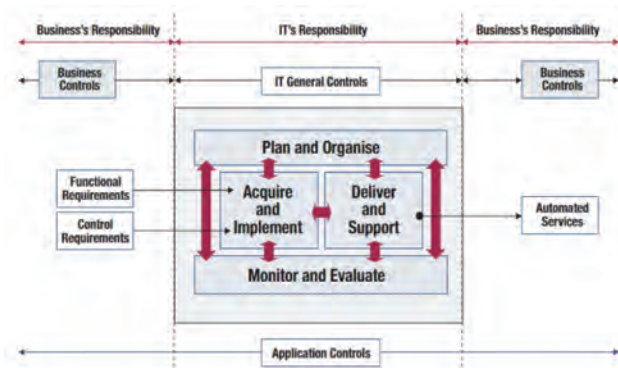 Business's Responsibility
IT's Responsibility
Business's Responsibility
Business
Controls
IT General Controls
Business
Controls
Plan and Organise
Functional
Requirements
Control
Requirements
Acquire
and
Implement
Deliver
and
Support
Automated
Services
Monitor and Evaluate
Application Controls